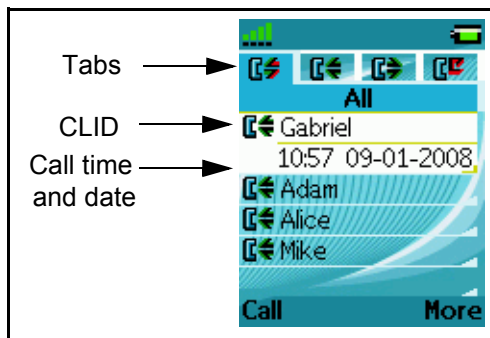 Tabs
All
CLID
Gabriel
Call time
and date
10:57 09-01-2008
Adam
Alice
Mike
Call More